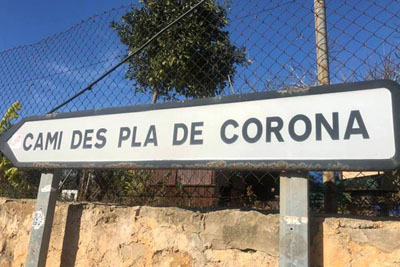 CAMI DES PLA DE CORONA